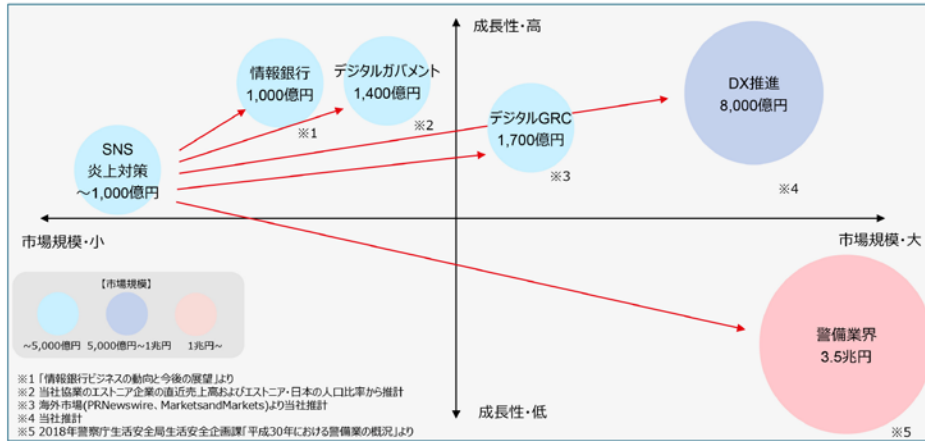 成長性・高
情報銀行
1,000億円
※1
デジタルガバメント
1,400億円
※2
デジタルGRC
1,700億円
※3
DX推進
8,000億円
※4
SNS
炎上対策
～1,000億円
市場規模・小
市場規模・大
【市場規模】
～5,000億円
5,000億円~1兆円
1兆円~
警備業界
3.5兆円
※5
成長性・低
※1 「情報銀行ビジネスの動向と今後の展望」より
※2 当社協業のエストニア企業の直近売上高およびエストニア・日本の人口比率から推計
※3 海外市場(PRNewswire、MarketsandMarkets)より当社推計
※4 当社推計
※5 2018年警察庁生活安全局生活安全企画課「平成30年における警備業の概況」より